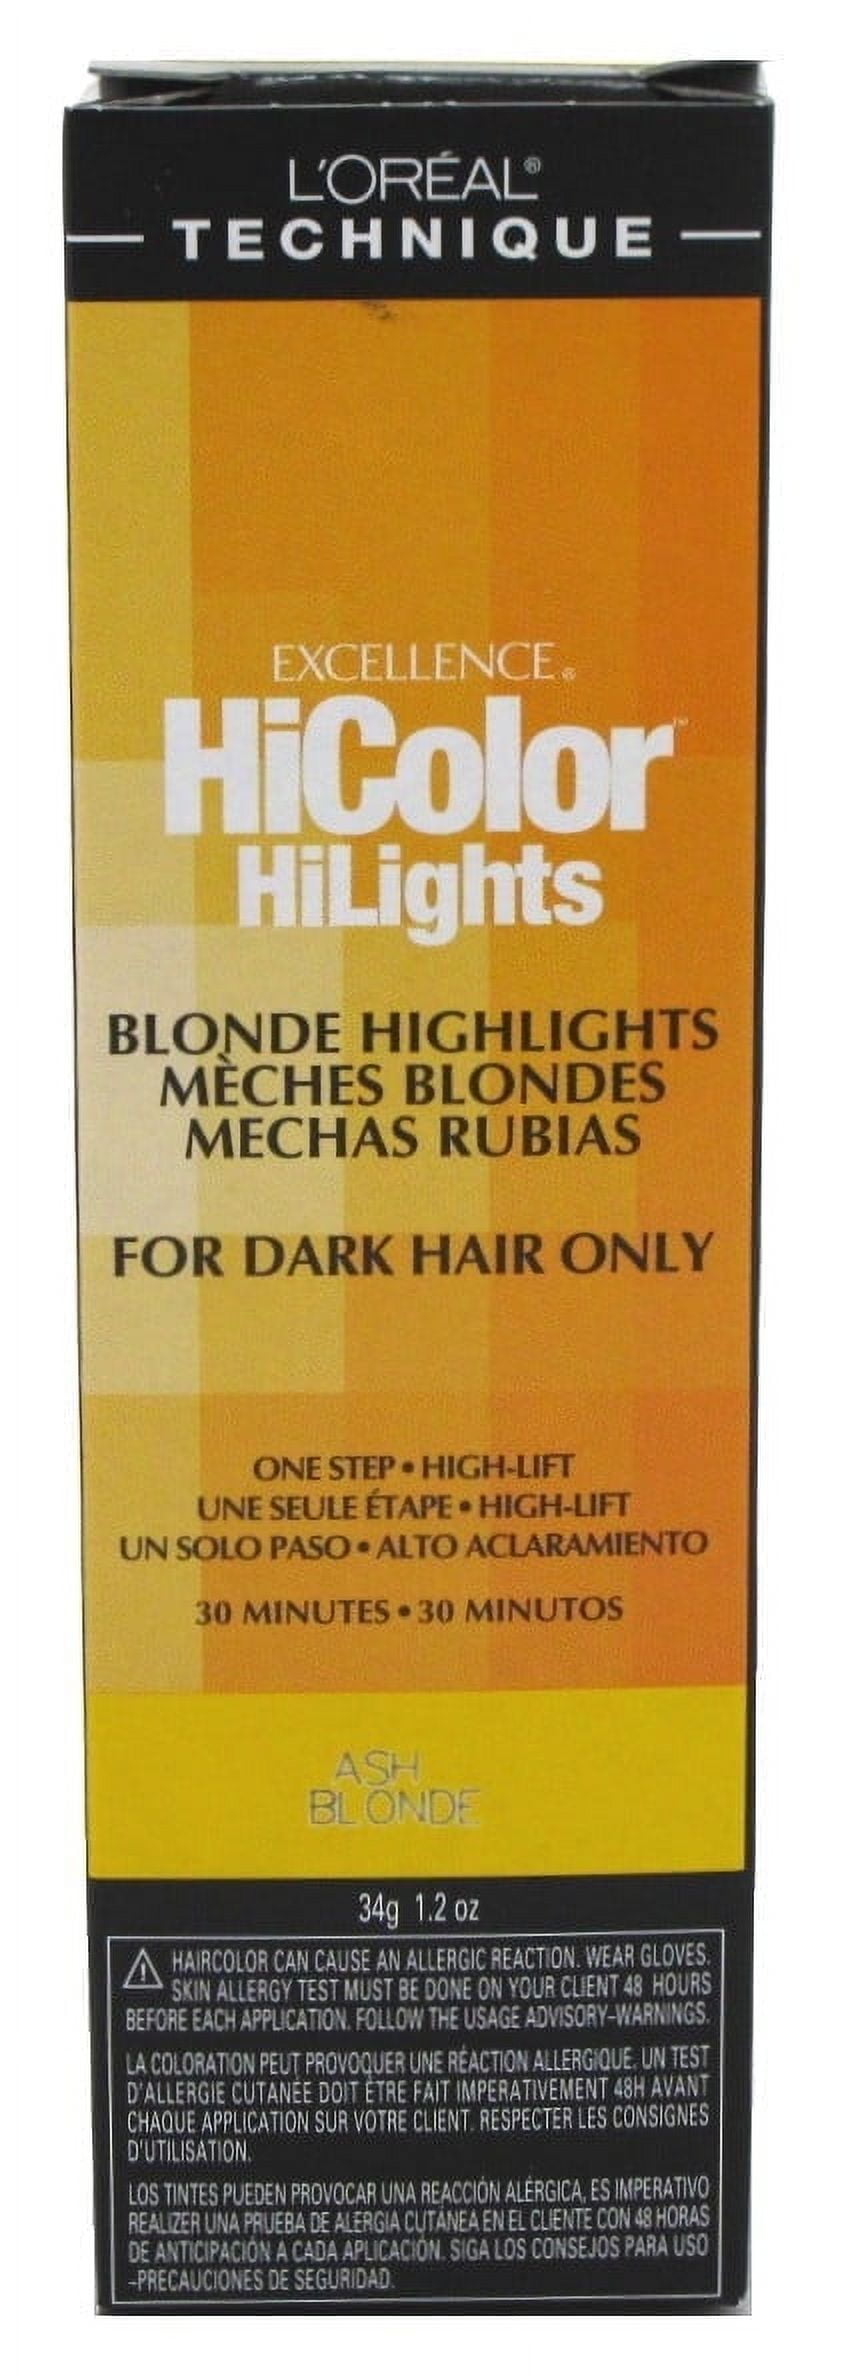 L'ORÉAL®
TECHNIQUE
EXCELLENCE®
HiColor™
HiLights
BLONDE HIGHLIGHTS
MÈCHES BLONDES
MECHAS RUBIAS
FOR DARK HAIR ONLY
ONE STEP • HIGH-LIFT
UNE SEULE ÉTAPE • HIGH-LIFT
UN SOLO PASO • ALTO ACLARAMIENTO
30 MINUTES • 30 MINUTOS
ASH
BLONDE
34g 1.2 oz
HAIRCOLOR CAN CAUSE AN ALLERGIC REACTION. WEAR GLOVES.
SKIN ALLERGY TEST MUST BE DONE ON YOUR CLIENT 48 HOURS
BEFORE EACH APPLICATION. FOLLOW THE USAGE ADVISORY-WARNINGS.
LA COLORATION PEUT PROVOQUER UNE RÉACTION ALLERGIQUE. UN TEST
D'ALLERGIE CUTANÉE DOIT ÊTRE FAIT IMPERATIVEMENT 48H AVANT
CHAQUE APPLICATION SUR VOTRE CLIENT. RESPECTER LES CONSIGNES
D'UTILISATION.
LOS TINTES PUEDEN PROVOCAR UNA REACCIÓN ALÉRGICA, ES IMPERATIVO
REALIZER UNA PRUEBA DE ALERGIA CUTÁNEA EN EL CLIENTE CON 48 HORAS
DE ANTICIPACIÓN A CADA APLICACIÓN. SIGA LOS CONSEJOS PARA USO
-PRECAUCIONES DE SEGURIDAD.